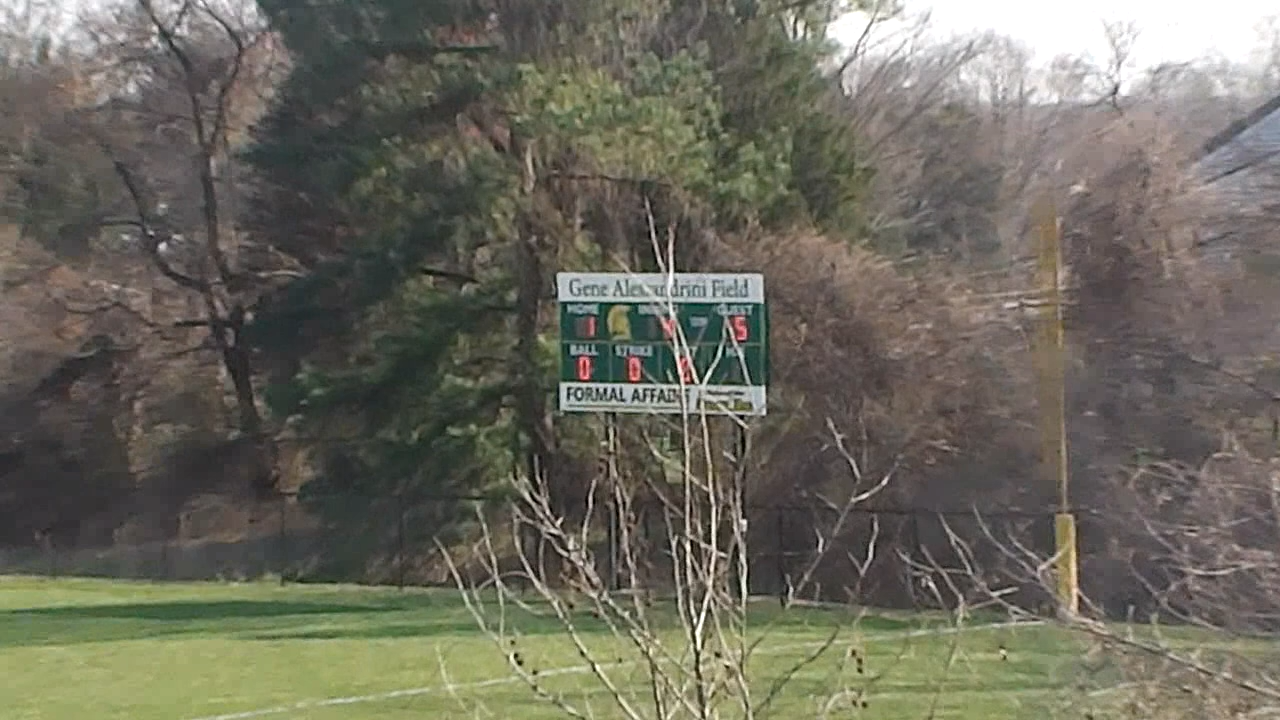 Gene Alessandrini Field
HOME GUEST
1 5
BALL STRIKE
0 0
FORMAL AFFAIRS